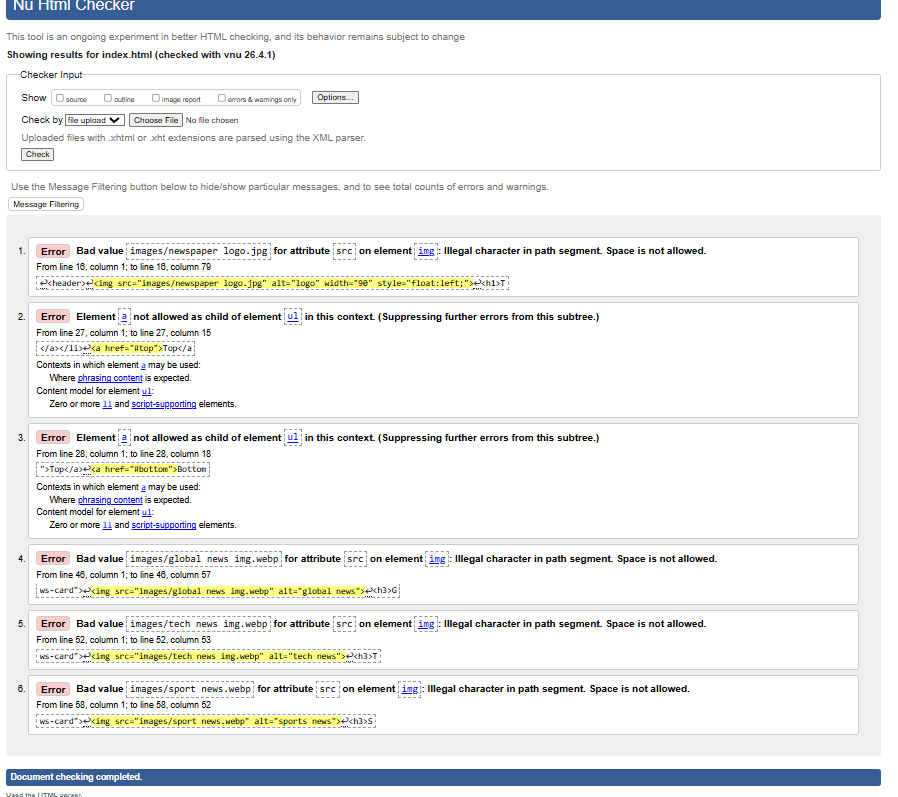 Nu Html Checker
This tool is an ongoing experiment in better HTML checking, and its behavior remains subject to change
Showing results for index.html (checked with vnu 26.4.1)
Checker Input
Show source outline image report errors & warnings only Options...
Check by file upload Choose File No file chosen
Uploaded files with .xhtml or .xht extensions are parsed using the XML parser.
Check
Use the Message Filtering button below to hide/show particular messages, and to see total counts of errors and warnings.
Message Filtering
1. Error Bad value images/newspaper logo.jpg for attribute src on element img: Illegal character in path segment. Space is not allowed.
From line 16, column 1; to line 16, column 79
↩<header>↩<img src="images/newspaper logo.jpg" alt="logo" width="90" style="float:left;">↩<h1>T
2. Error Element a not allowed as child of element ul in this context. (Suppressing further errors from this subtree.)
From line 27, column 1; to line 27, column 15
</a></li>↩<a href="#top">Top</a
Contexts in which element a may be used:
Where phrasing content is expected.
Content model for element ul:
Zero or more li and script-supporting elements.
3. Error Element a not allowed as child of element ul in this context. (Suppressing further errors from this subtree.)
From line 28, column 1; to line 28, column 18
">Top</a>↩<a href="#bottom">Bottom
Contexts in which element a may be used:
Where phrasing content is expected.
Content model for element ul:
Zero or more li and script-supporting elements.
4. Error Bad value images/global news img.webp for attribute src on element img: Illegal character in path segment. Space is not allowed.
From line 46, column 1; to line 46, column 57
ws-card">↩<img src="images/global news img.webp" alt="global news">↩<h3>G
5. Error Bad value images/tech news img.webp for attribute src on element img: Illegal character in path segment. Space is not allowed.
From line 52, column 1; to line 52, column 53
ws-card">↩<img src="images/tech news img.webp" alt="tech news">↩<h3>T
6. Error Bad value images/sport news.webp for attribute src on element img: Illegal character in path segment. Space is not allowed.
From line 58, column 1; to line 58, column 52
ws-card">↩<img src="images/sport news.webp" alt="sports news">↩<h3>S
Document checking completed.
Used the HTML parser.